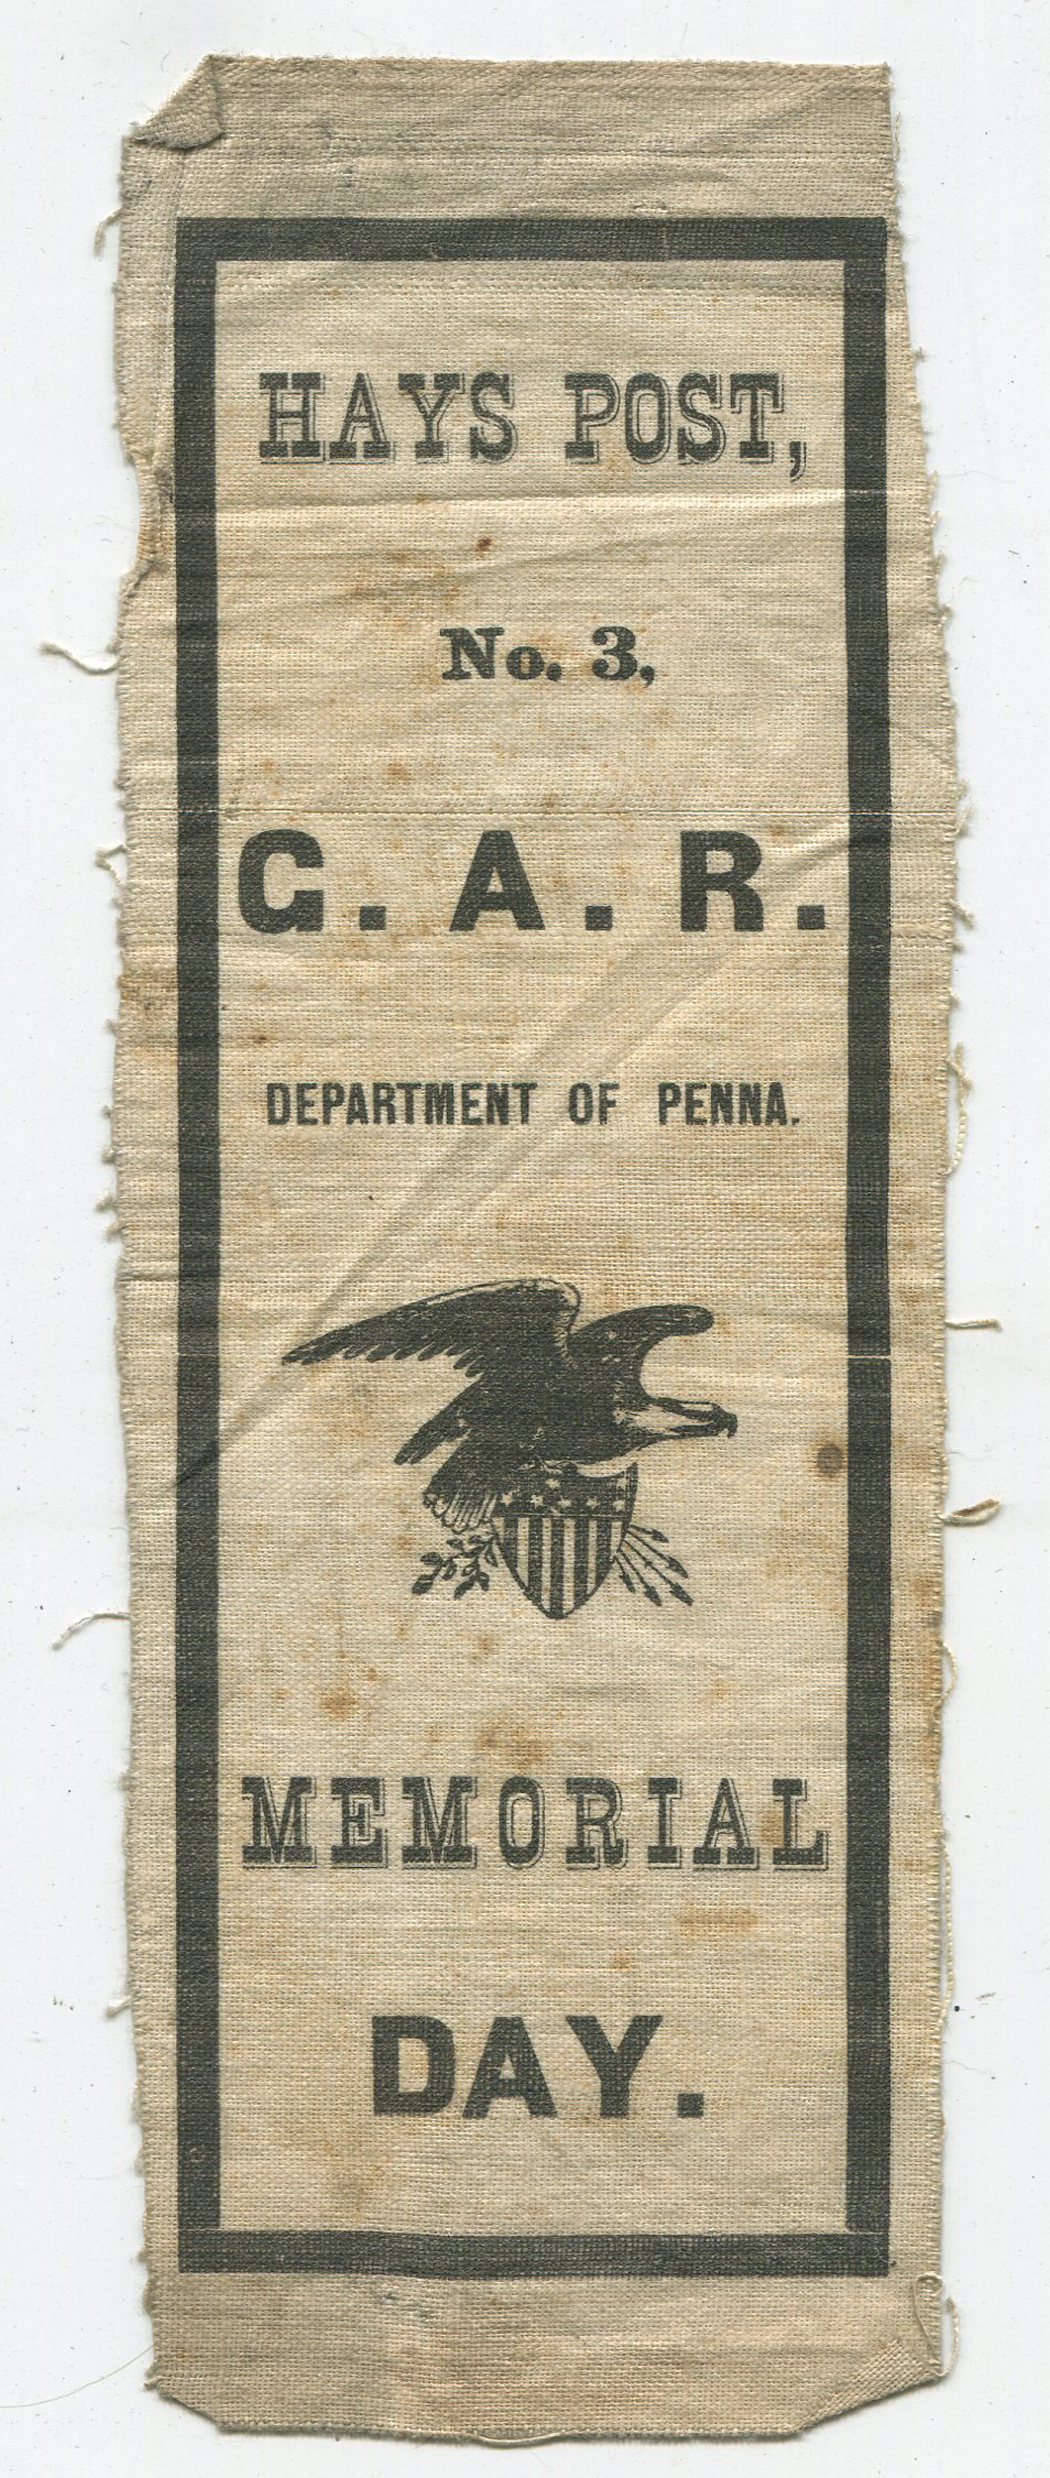 HAYS POST,
No. 3,
G. A. R.
DEPARTMENT OF PENNA.
MEMORIAL
DAY.